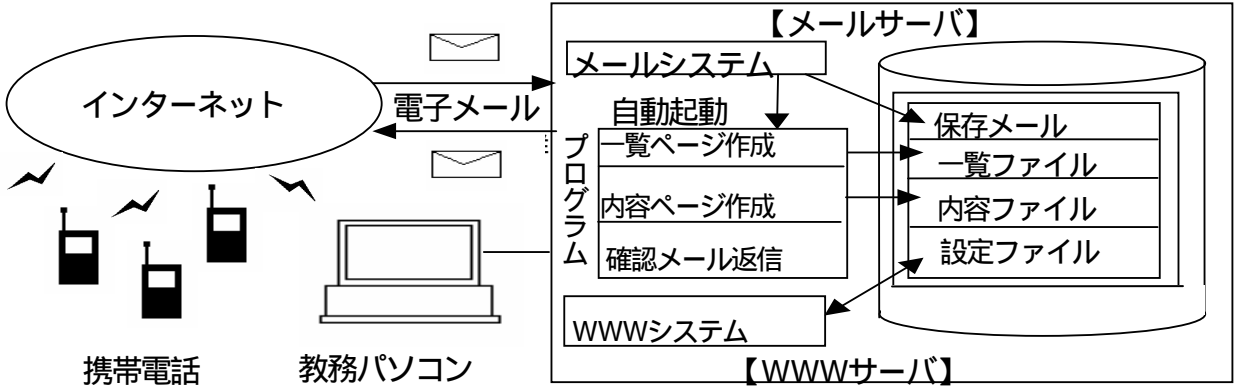 【メールサーバ】
メールシステム
インターネット
電子メール
自動起動
プログラム
一覧ページ作成
内容ページ作成
確認メール返信
保存メール
一覧ファイル
内容ファイル
設定ファイル
WWWシステム
携帯電話
教務パソコン
【WWWサーバ】